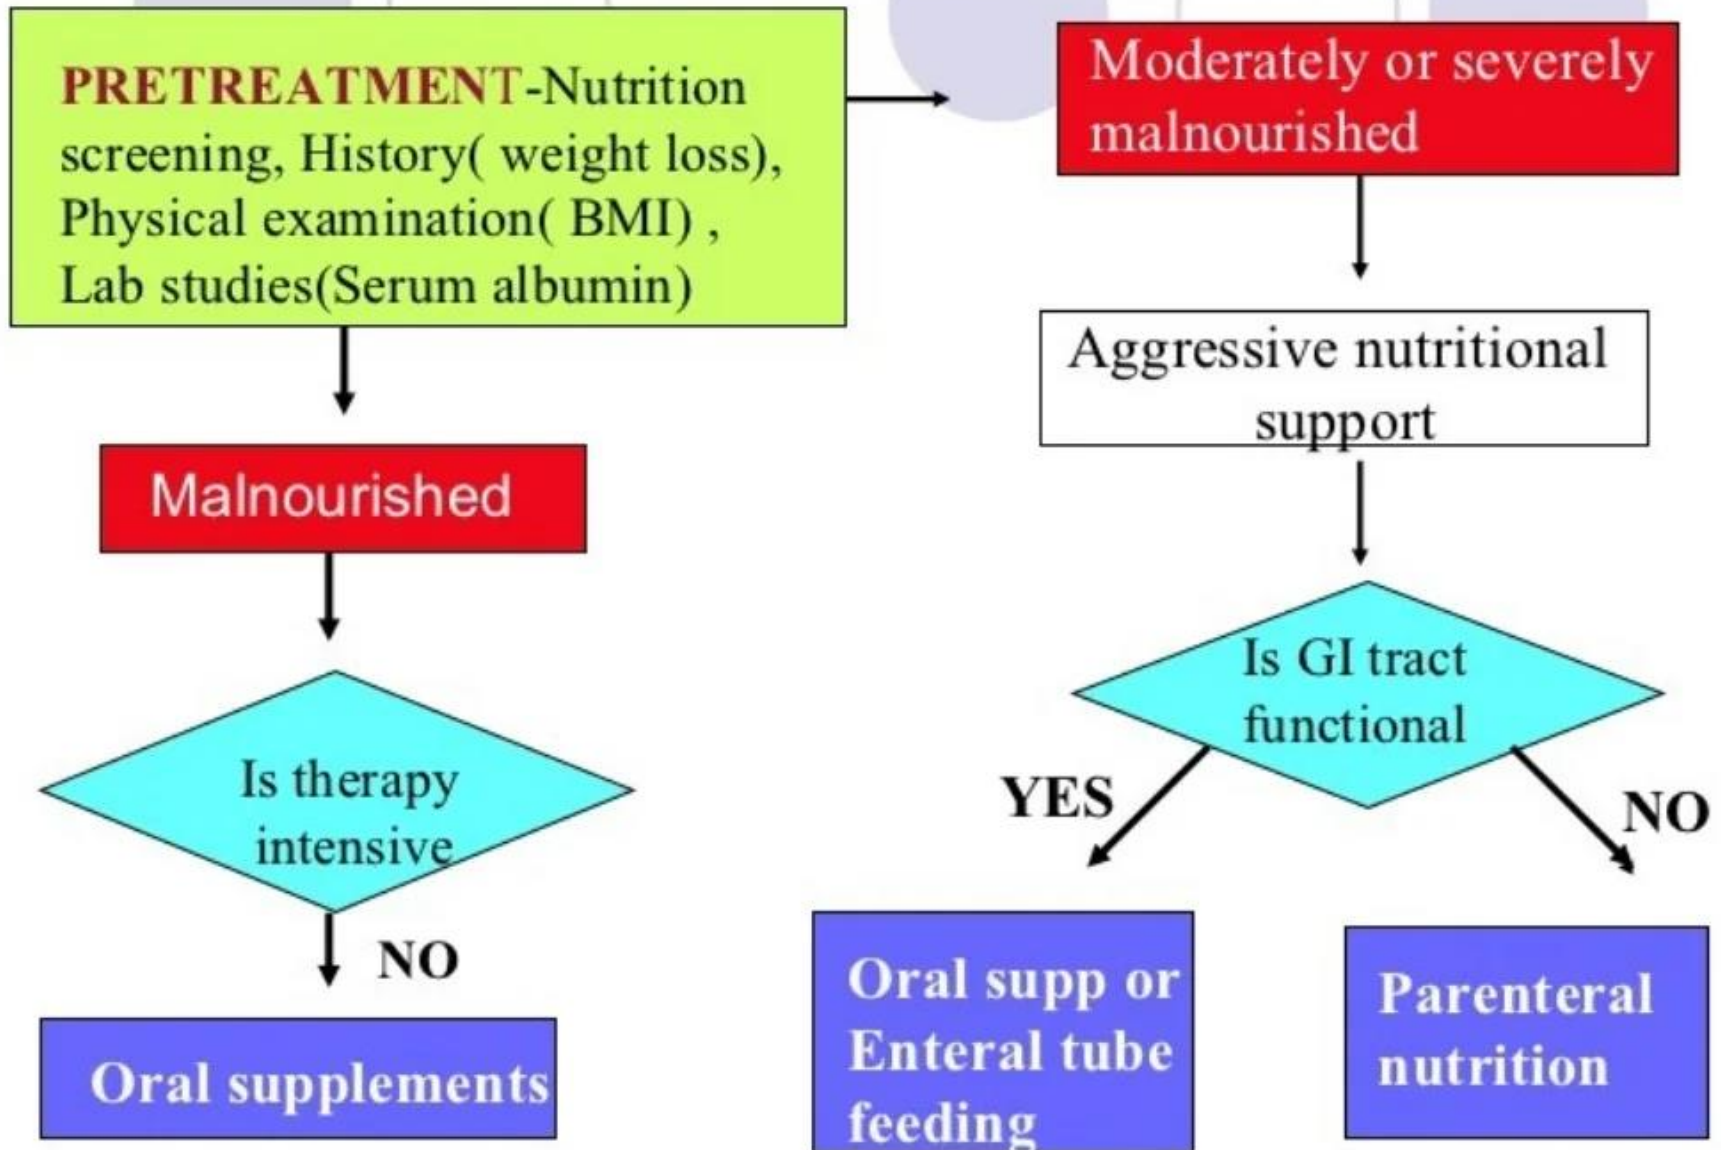 PRETREATMENT-Nutrition
screening, History( weight loss),
Physical examination( BMI) ,
Lab studies(Serum albumin)
Moderately or severely
malnourished
Aggressive nutritional
support
Malnourished
Is therapy
intensive
NO
Oral supplements
Is GI tract
functional
YES
NO
Oral supp or
Enteral tube
feeding
Parenteral
nutrition